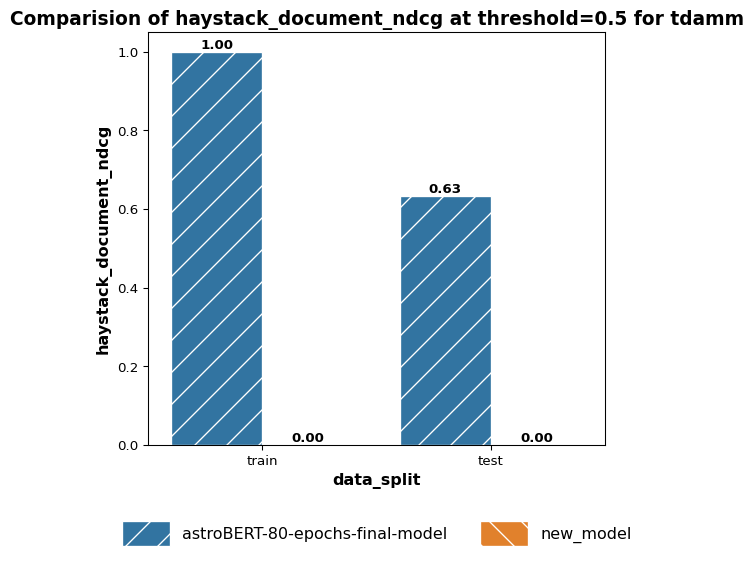 Comparision of haystack_document_ndcg at threshold=0.5 for tdamm
haystack_document_ndcg
1.0
0.8
0.6
0.4
0.2
0.0
1.00
0.00
0.63
0.00
train
test
data_split
astroBERT-80-epochs-final-model
new_model